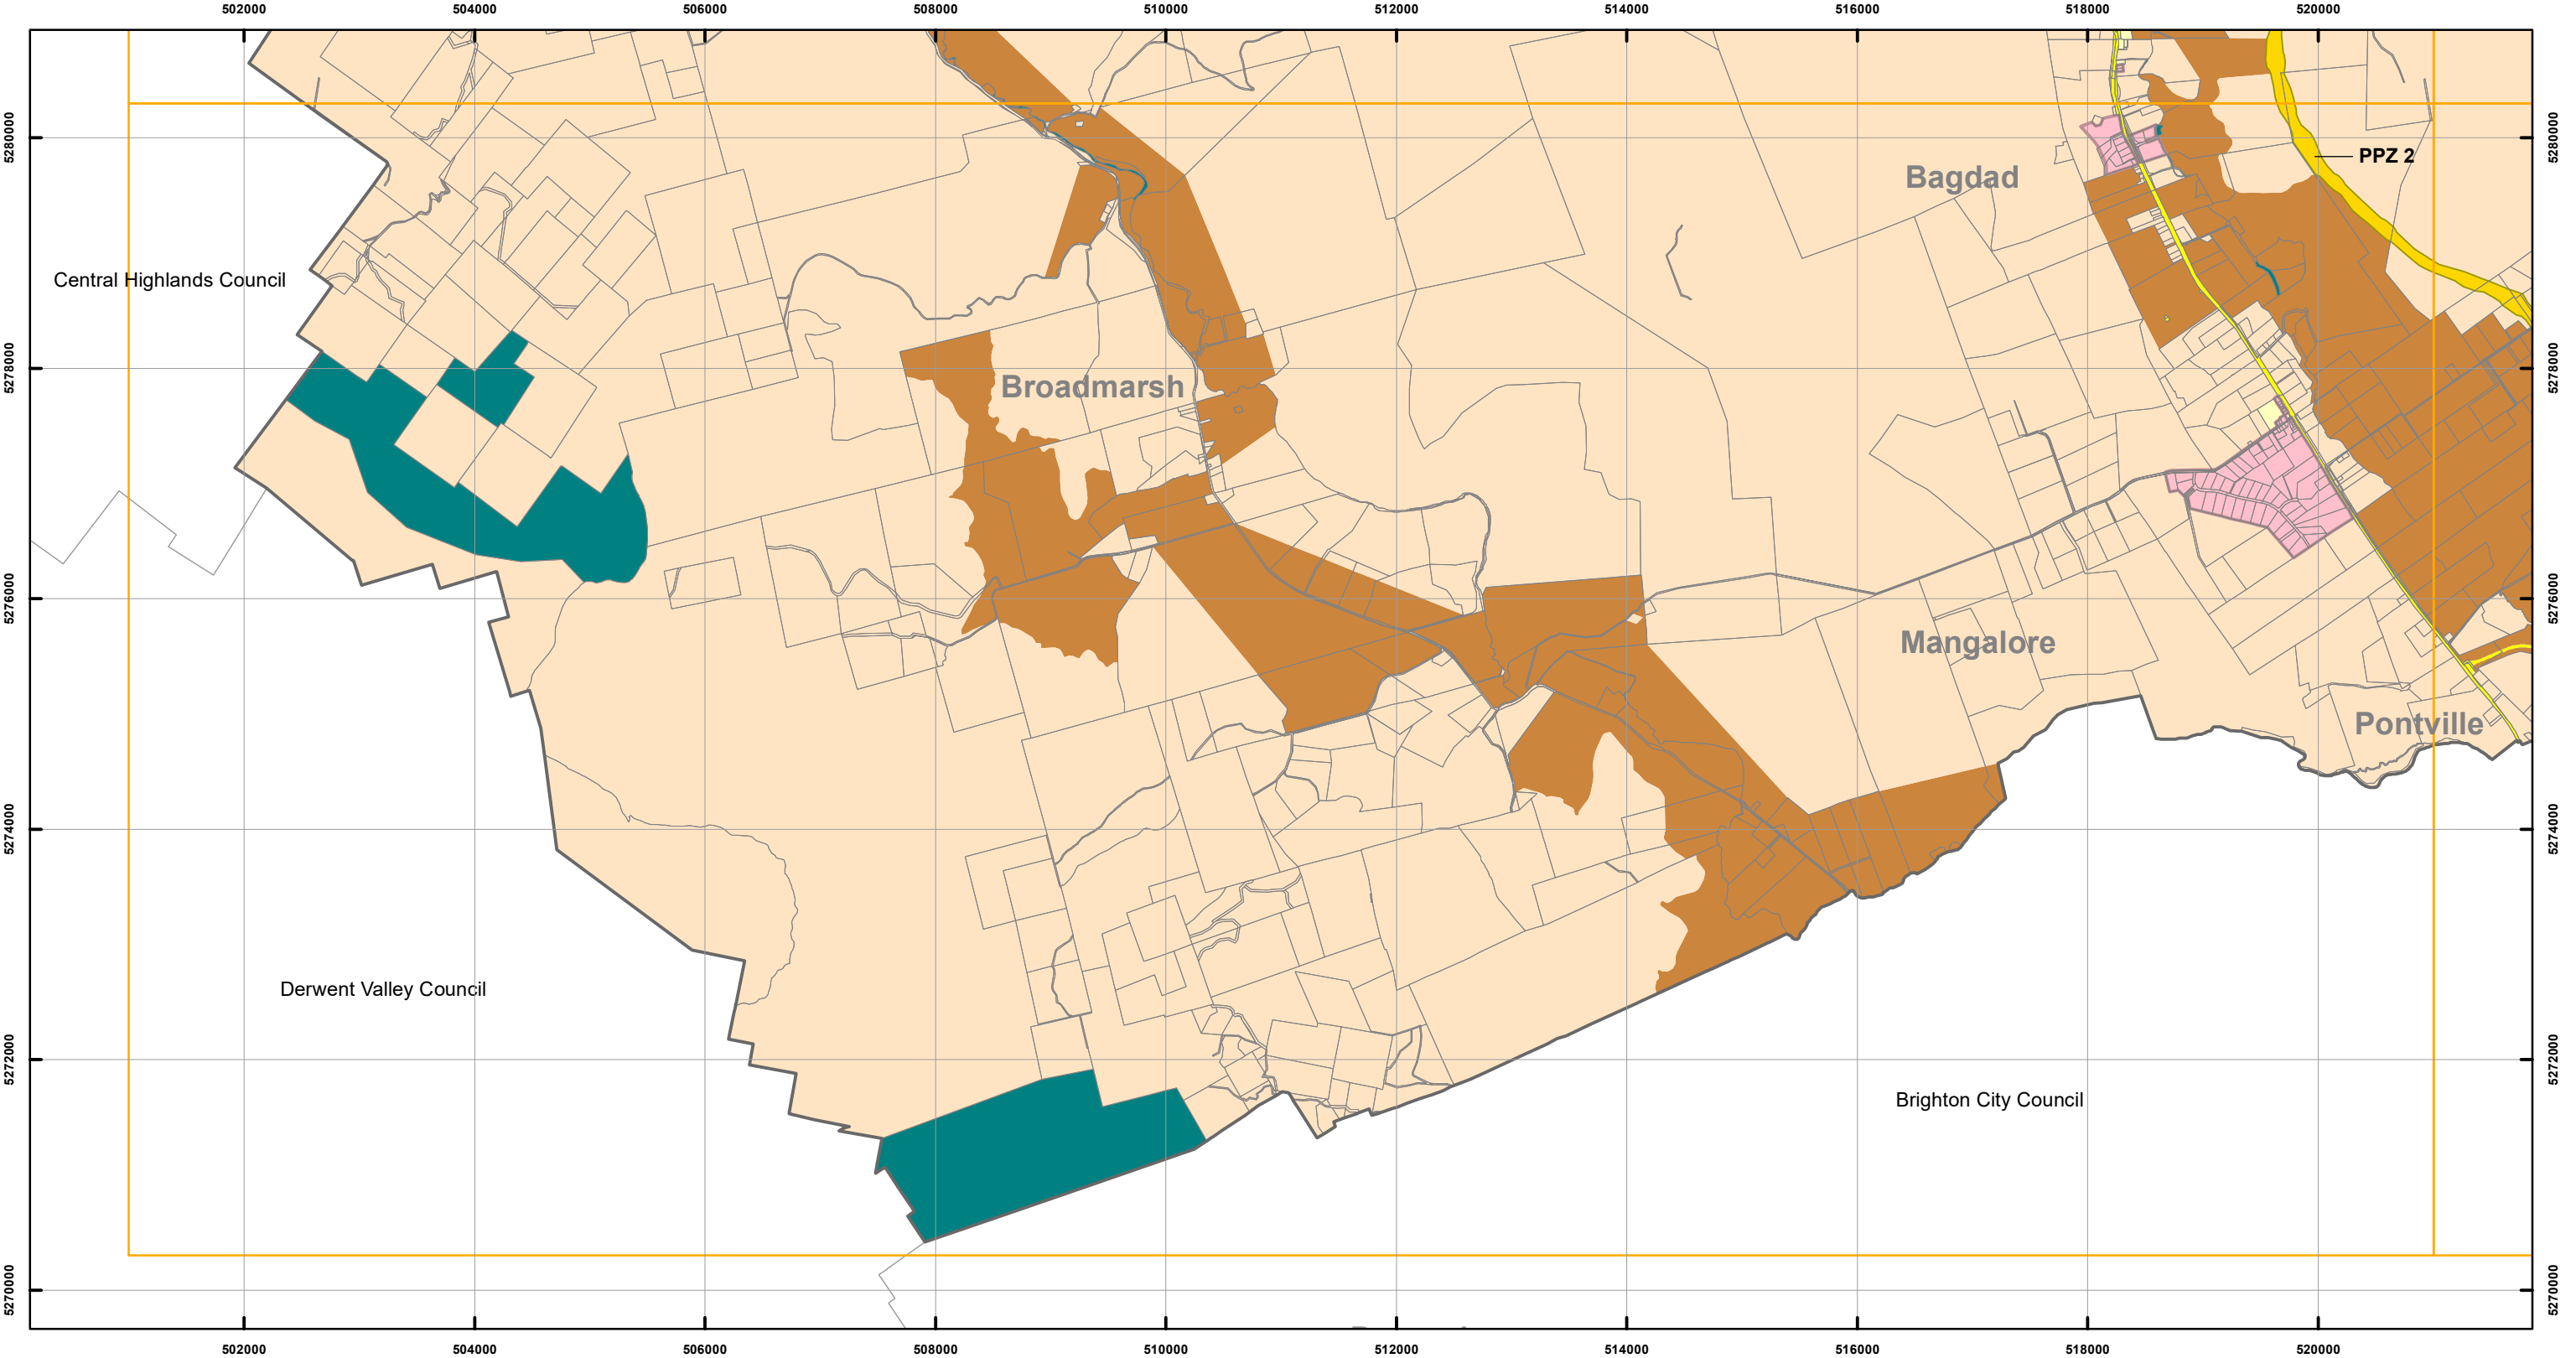 502000 504000 506000 508000 510000 512000 514000 516000 518000 520000
5280000 5280000
PPZ 2
Bagdad
Central Highlands Council
5278000 5278000
Broadmarsh
5276000 5276000
Mangalore
Pontville
5274000 5274000
Derwent Valley Council
5272000 5272000
Brighton City Council
5270000 5270000
502000 504000 506000 508000 510000 512000 514000 516000 518000 520000